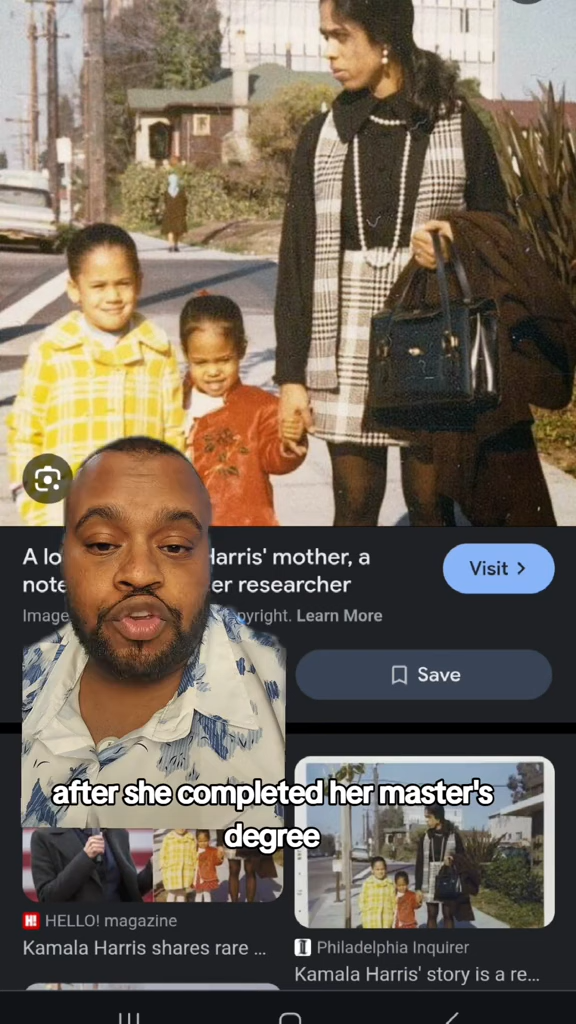 A lo Harris' mother, a
note er researcher
Visit >
Image pyright. Learn More
Save
after she completed her master's
degree
H! HELLO! magazine
Kamala Harris shares rare ...
Philadelphia Inquirer
Kamala Harris' story is a re...